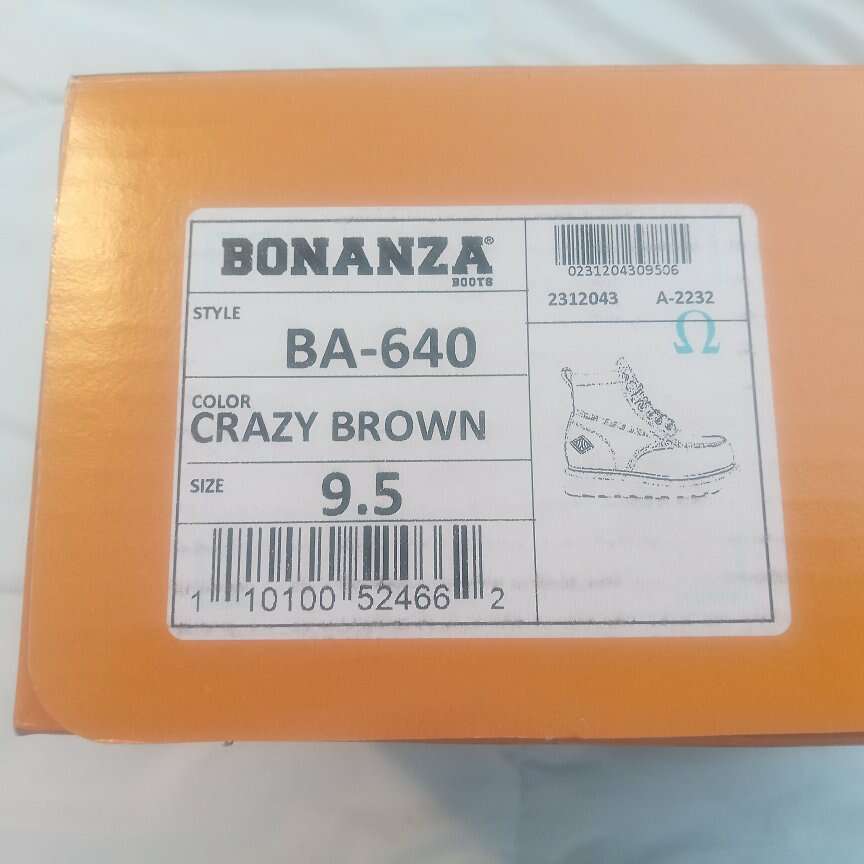 BONANZA®
BOOTS
STYLE
BA-640
COLOR
CRAZY BROWN
SIZE
9.5
1 10100 52466 2
0231204309506
2312043 A-2232
Ω